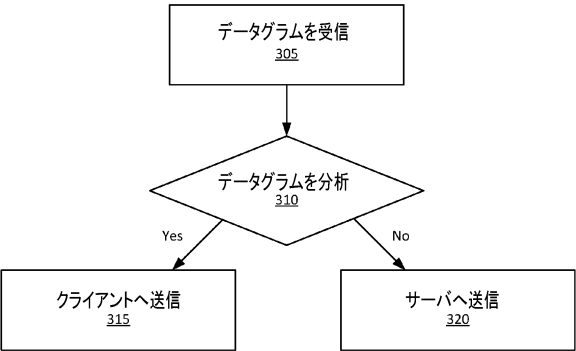 データグラムを受信
305
データグラムを分析
310
Yes
No
クライアントへ送信
315
サーバへ送信
320